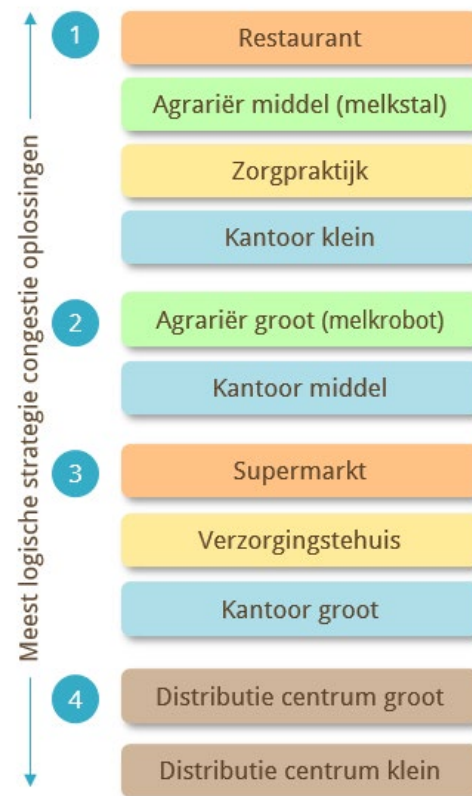 Meest logische strategie congestie oplossingen
1
Restaurant
Agrariër middel (melkstal)
Zorgpraktijk
Kantoor klein
2
Agrariër groot (melkrobot)
Kantoor middel
3
Supermarkt
Verzorgingstehuis
Kantoor groot
4
Distributie centrum groot
Distributie centrum klein